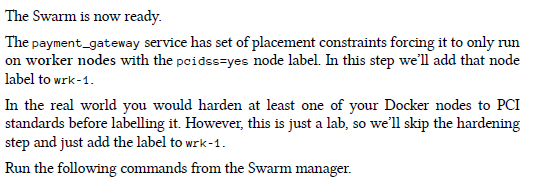 The Swarm is now ready.
The payment_gateway service has set of placement constraints forcing it to only run
on worker nodes with the pcidss=yes node label. In this step we'll add that node
label to wrk-1.
In the real world you would harden at least one of your Docker nodes to PCI
standards before labelling it. However, this is just a lab, so we'll skip the hardening
step and just add the label to wrk-1.
Run the following commands from the Swarm manager.